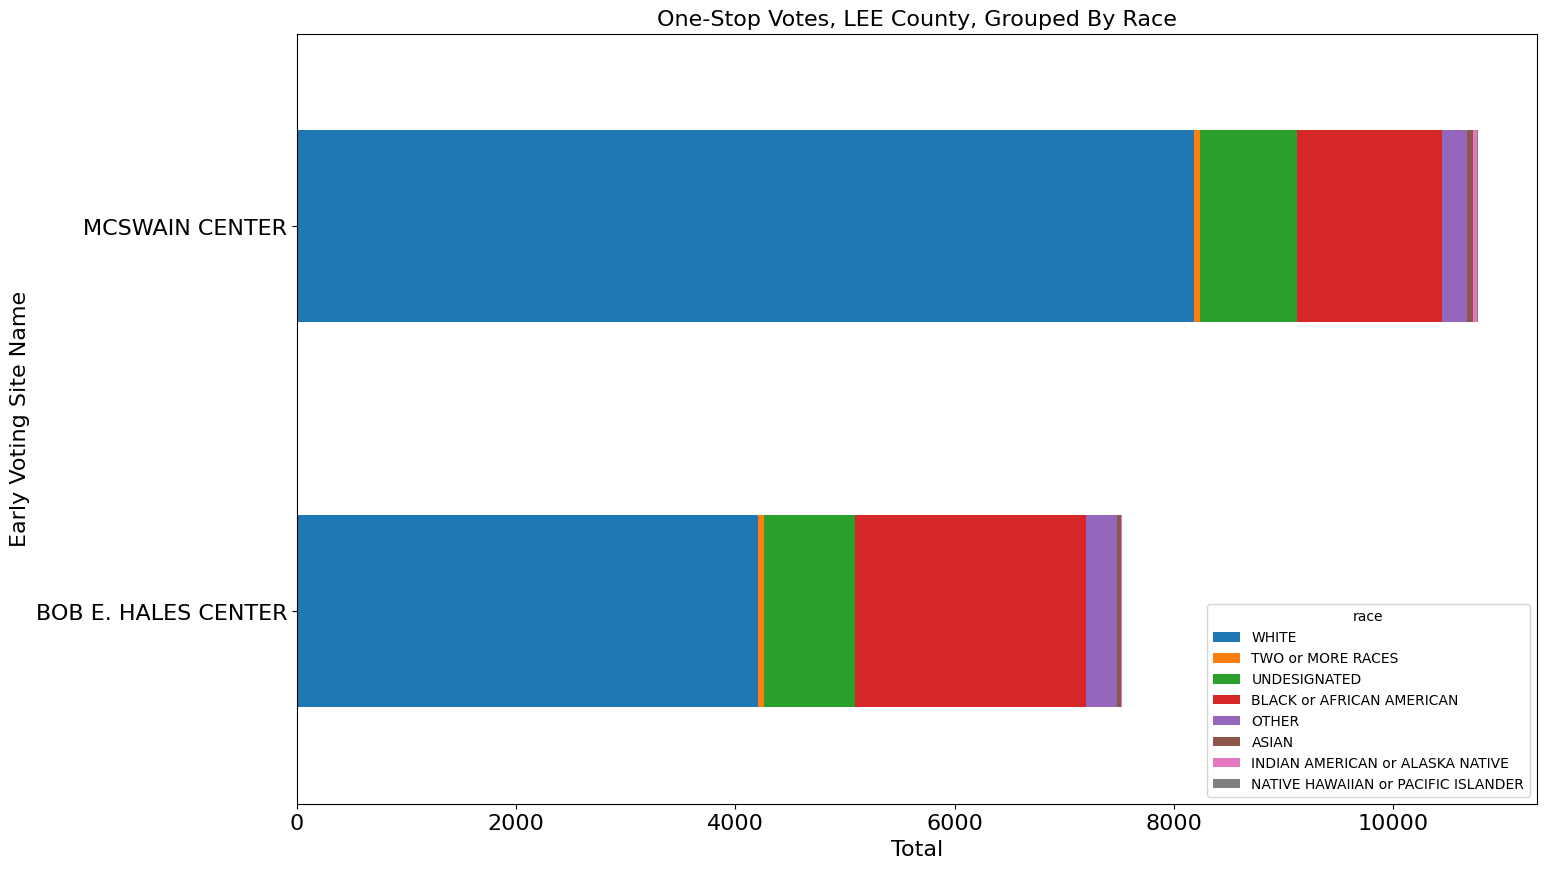 One-Stop Votes, LEE County, Grouped By Race
Early Voting Site Name
MCSWAIN CENTER
BOB E. HALES CENTER
race
WHITE
TWO or MORE RACES
UNDESIGNATED
BLACK or AFRICAN AMERICAN
OTHER
ASIAN
INDIAN AMERICAN or ALASKA NATIVE
NATIVE HAWAIIAN or PACIFIC ISLANDER
0 2000 4000 6000 8000 10000
Total